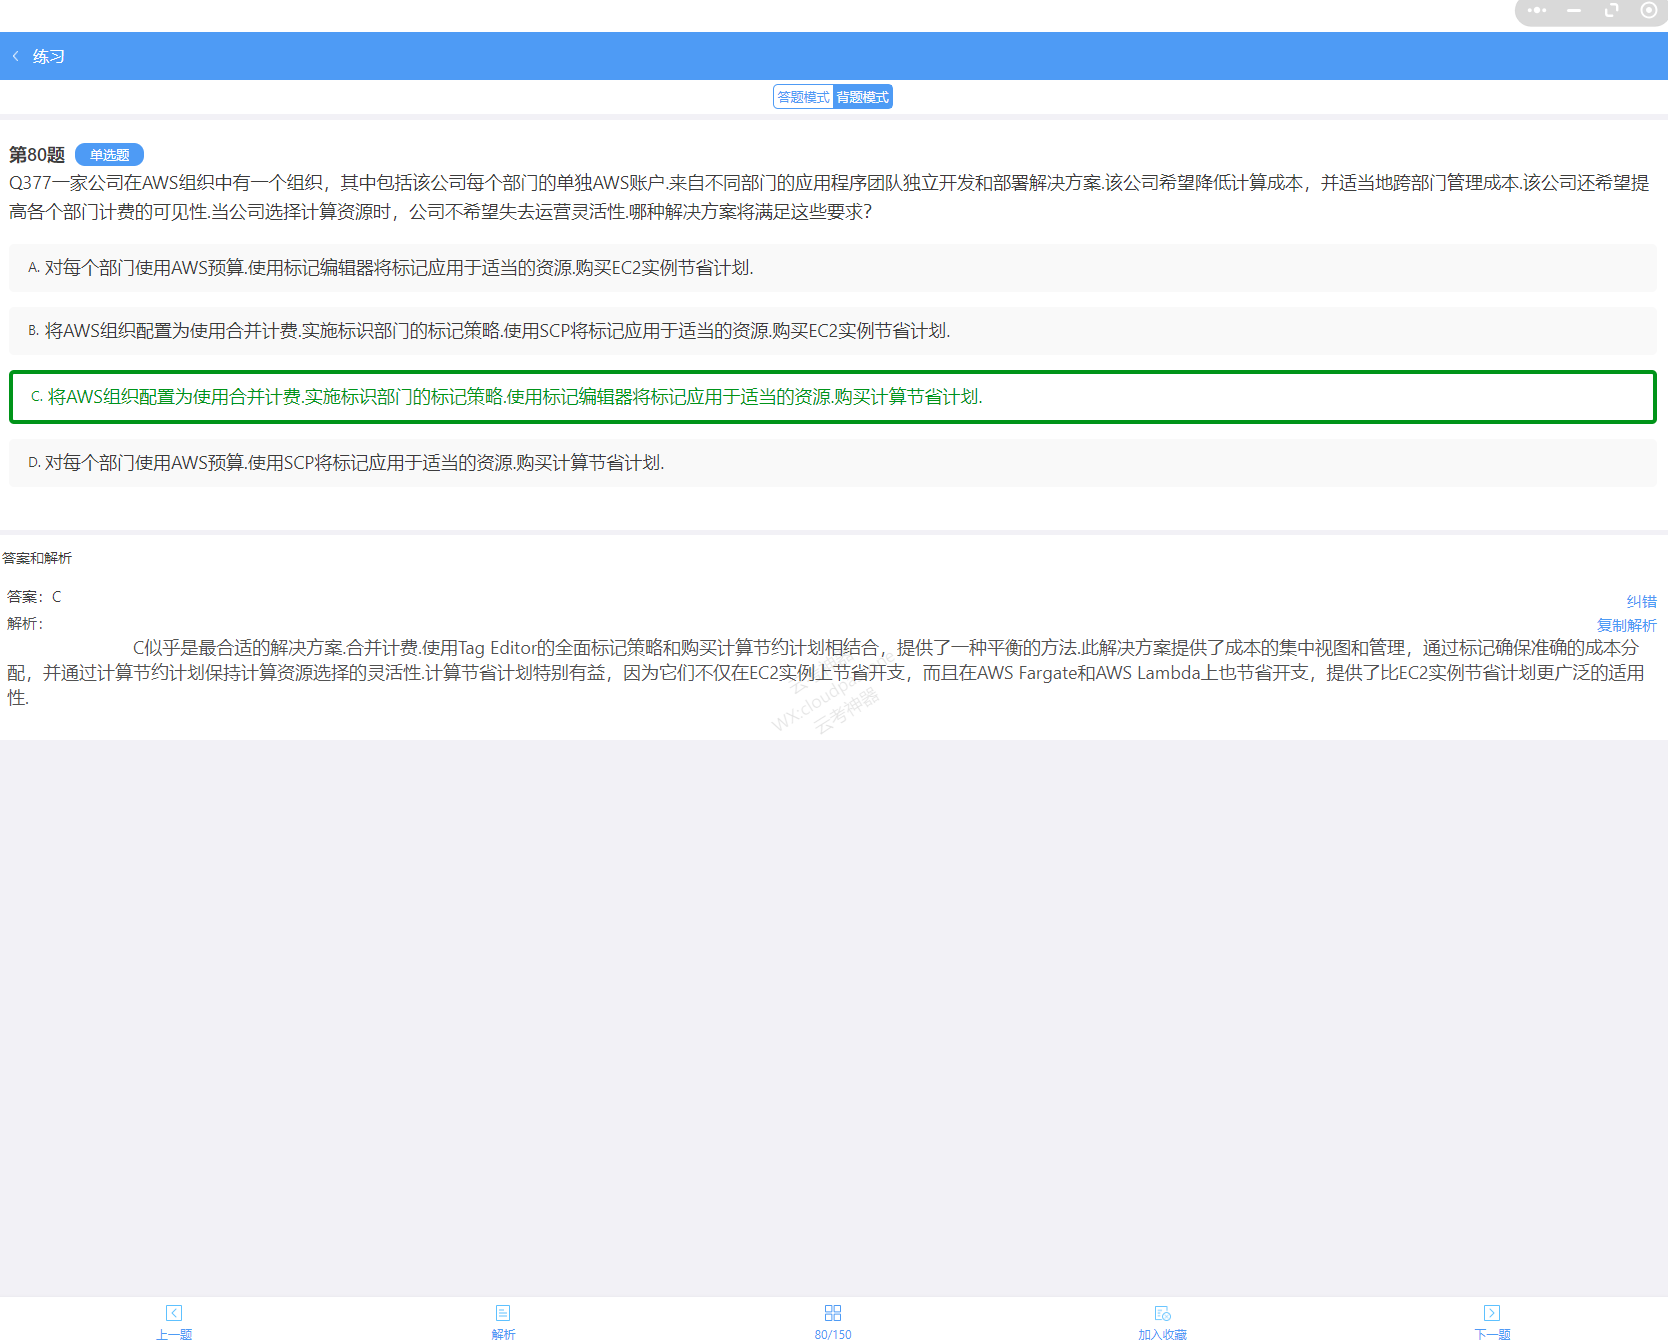 练习
答题模式 背题模式
第80题 单选题
Q377一家公司在AWS组织中有一个组织，其中包括该公司每个部门的单独AWS账户.来自不同部门的应用程序团队独立开发和部署解决方案.该公司希望降低计算成本，并适当地跨部门管理成本.该公司还希望提
高各个部门计费的可见性.当公司选择计算资源时，公司不希望失去运营灵活性.哪种解决方案将满足这些要求?
A. 对每个部门使用AWS预算.使用标记编辑器将标记应用于适当的资源.购买EC2实例节省计划.
B. 将AWS组织配置为使用合并计费.实施标识部门的标记策略.使用SCP将标记应用于适当的资源.购买EC2实例节省计划.
C. 将AWS组织配置为使用合并计费.实施标识部门的标记策略.使用标记编辑器将标记应用于适当的资源.购买计算节省计划.
D. 对每个部门使用AWS预算.使用SCP将标记应用于适当的资源.购买计算节省计划.
答案和解析
答案：C
纠错
解析：
复制解析
C似乎是最合适的解决方案.合并计费.使用Tag Editor的全面标记策略和购买计算节约计划相结合，提供了一种平衡的方法.此解决方案提供了成本的集中视图和管理，通过标记确保准确的成本分
配，并通过计算节约计划保持计算资源选择的灵活性.计算节省计划特别有益，因为它们不仅在EC2实例上节省开支，而且在AWS Fargate和AWS Lambda上也节省开支，提供了比EC2实例节省计划更广泛的适用
性.
云考神器
上一题 解析 80/150 加入收藏 下一题